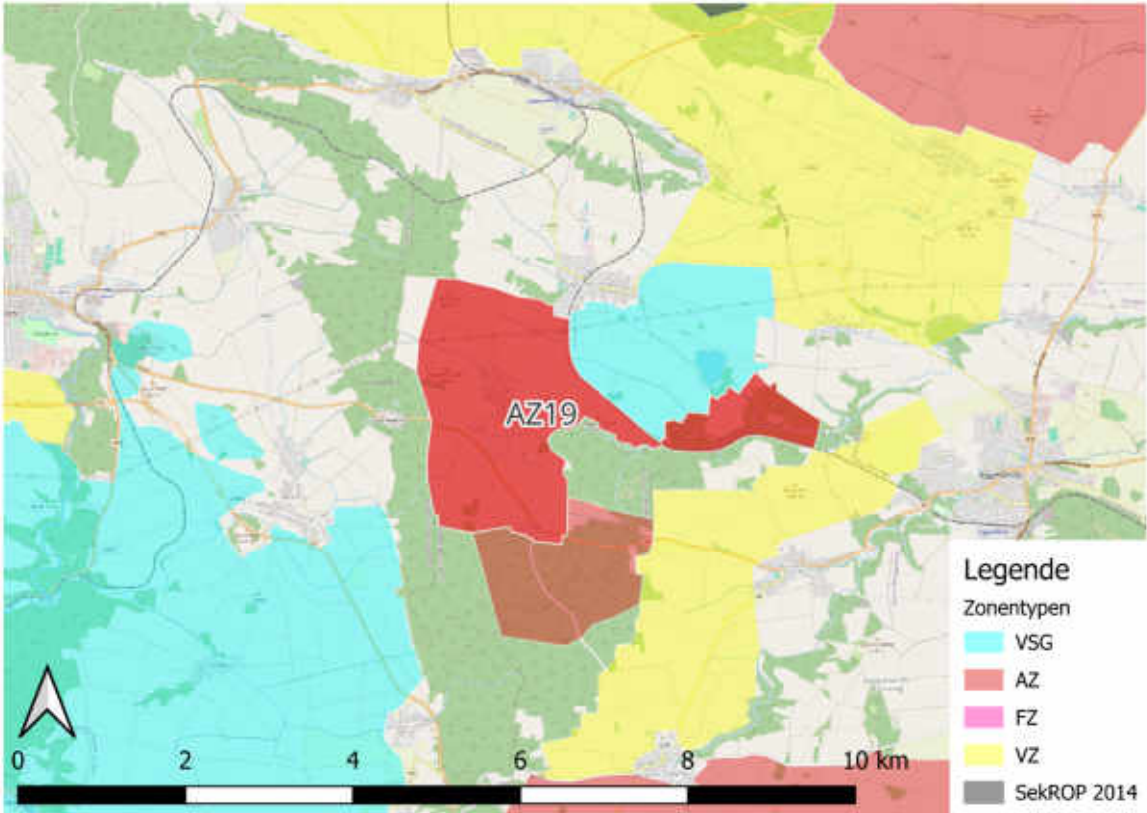 AZ19
Legende
Zonentypen
VSG
AZ
FZ
VZ
SekROP 2014
0 2 4 6 8 10 km